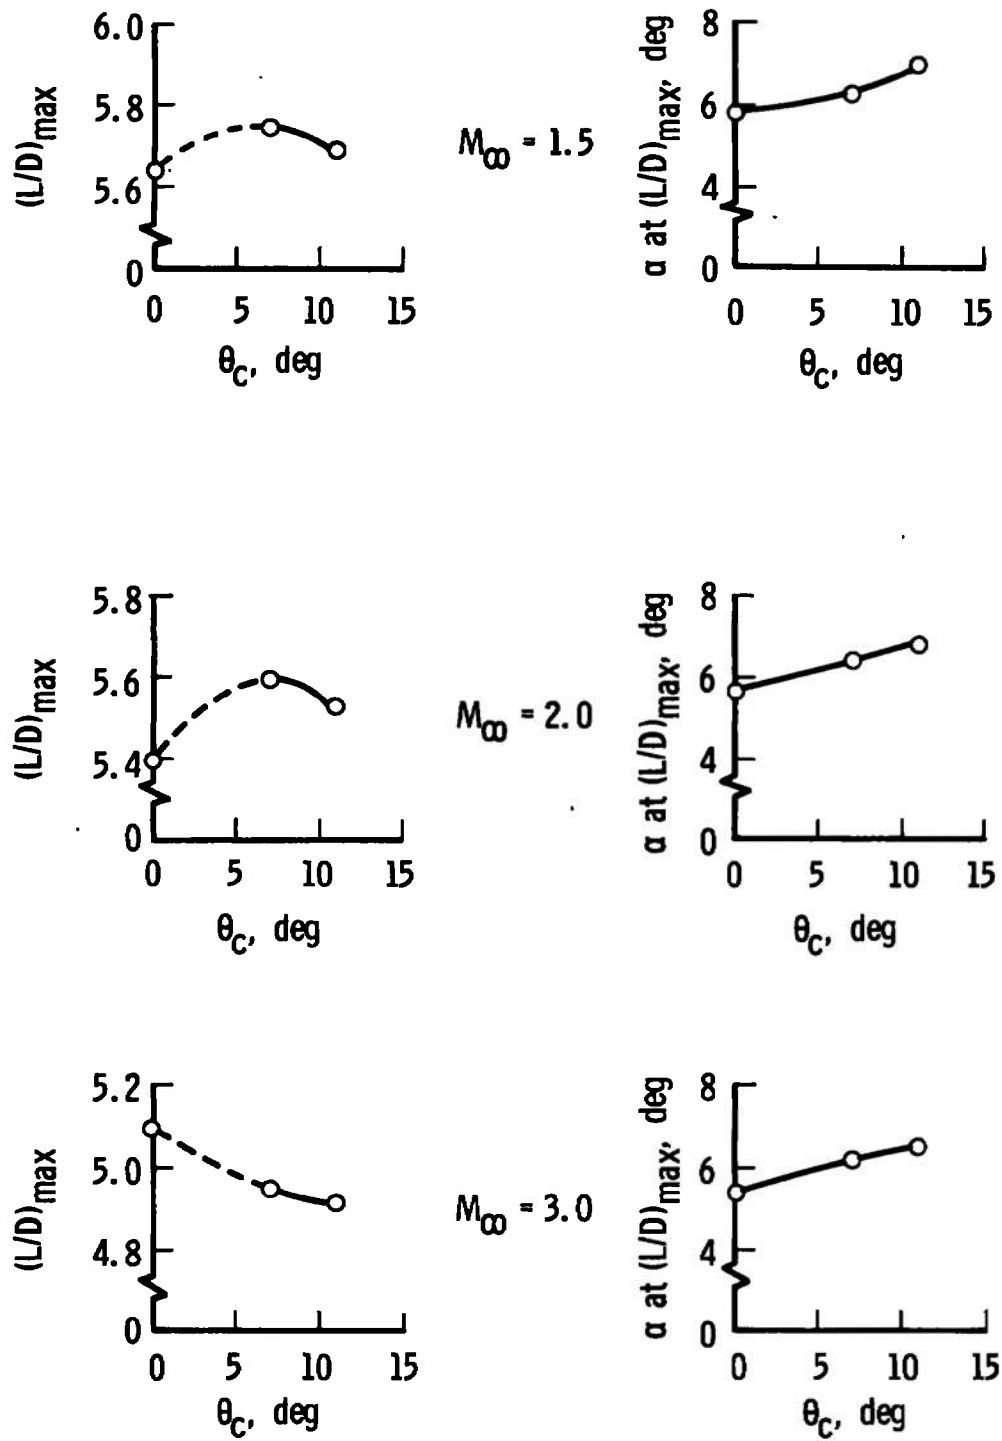 6.0
5.8
5.6
0
(L/D)max
0 5 10 15
θC, deg
M∞ = 1.5
8
6
4
0
α at (L/D)max, deg
0 5 10 15
θC, deg
5.8
5.6
5.4
0
(L/D)max
0 5 10 15
θC, deg
M∞ = 2.0
8
6
4
0
α at (L/D)max, deg
0 5 10 15
θC, deg
5.2
5.0
4.8
0
(L/D)max
0 5 10 15
θC, deg
M∞ = 3.0
8
6
4
0
α at (L/D)max, deg
0 5 10 15
θC, deg